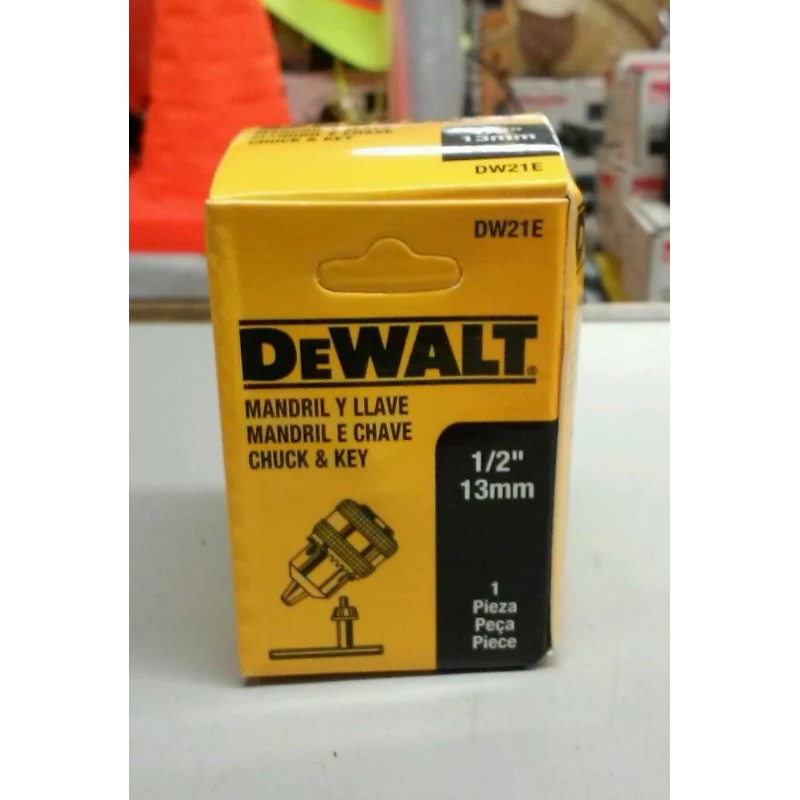 MANDRIL E CHAVE
CHUCK & KEY
13mm
DW21E
DW21E
DEWALT®
MANDRIL Y LLAVE
MANDRIL E CHAVE
CHUCK & KEY
1/2"
13mm
1
Pieza
Peça
Piece